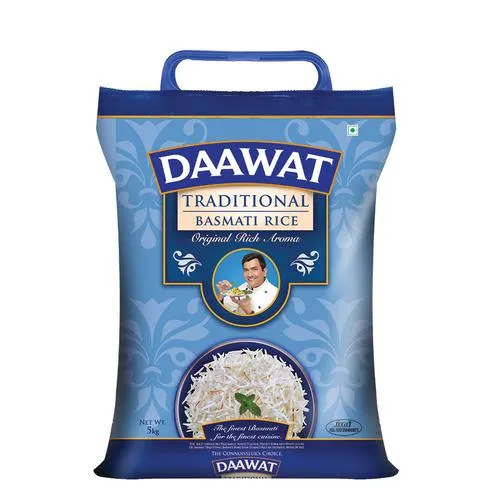 DAAWAT
TRADITIONAL
BASMATI RICE
Original Rich Aroma
The finest Basmati
for the finest cuisine.
NET WT.
5kg
THE CONNOISSEUR'S CHOICE.
DAAWAT
TRADITIONAL